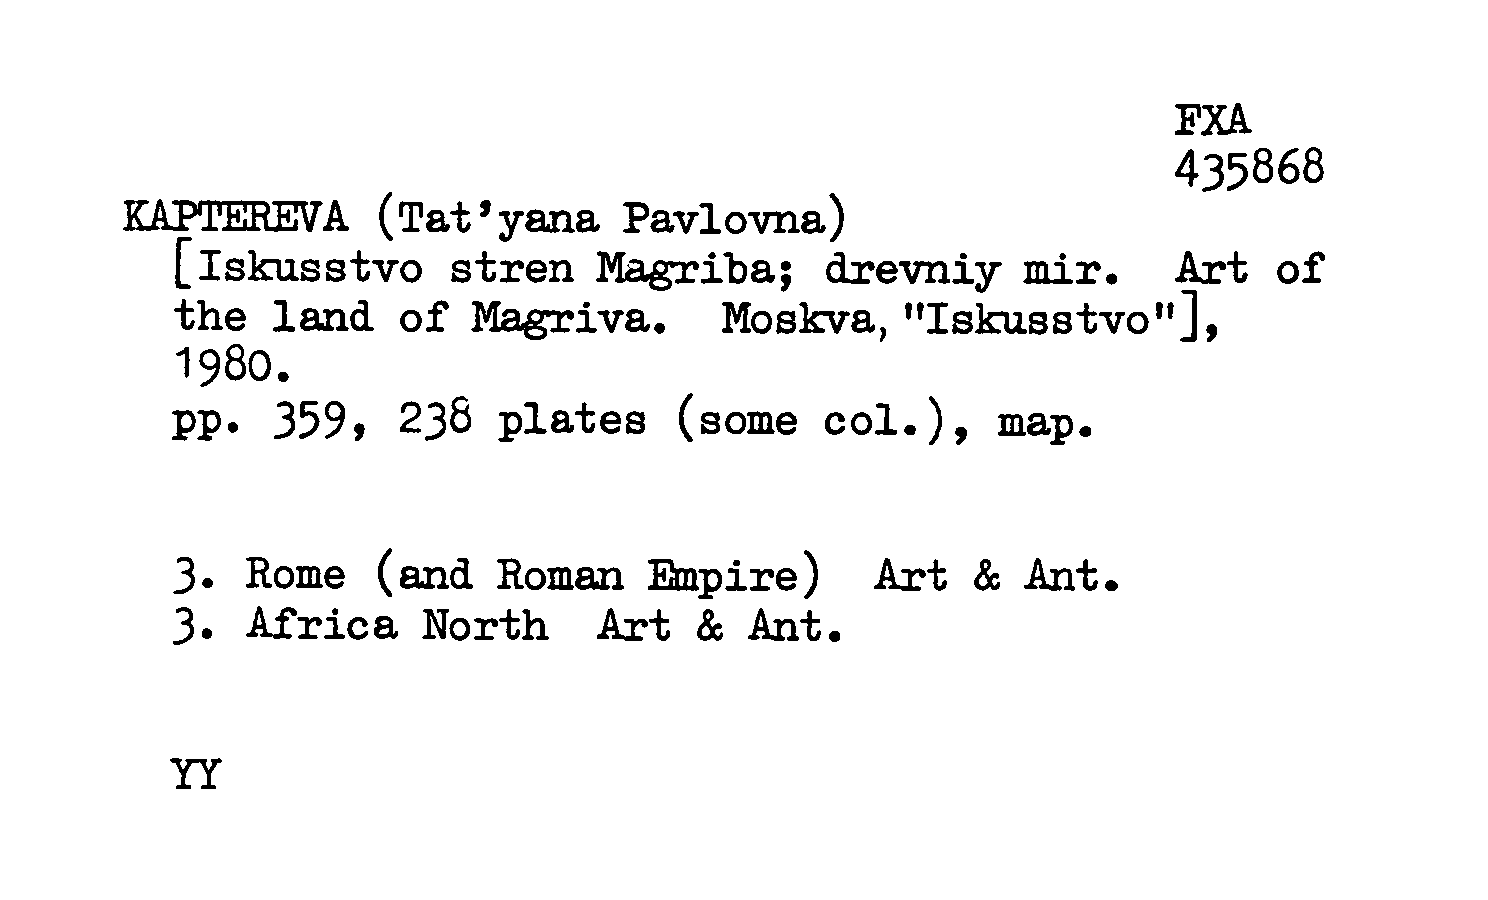 FXA
435868
KAPTEREVA (Tat'yana Pavlovna)
[Iskusstvo stren Magriba; drevniy mir. Art of
the land of Magriva. Moskva, "Iskusstvo"],
1980.
pp. 359, 238 plates (some col.), map.
3. Rome (and Roman Empire) Art & Ant.
3. Africa North Art & Ant.
YY